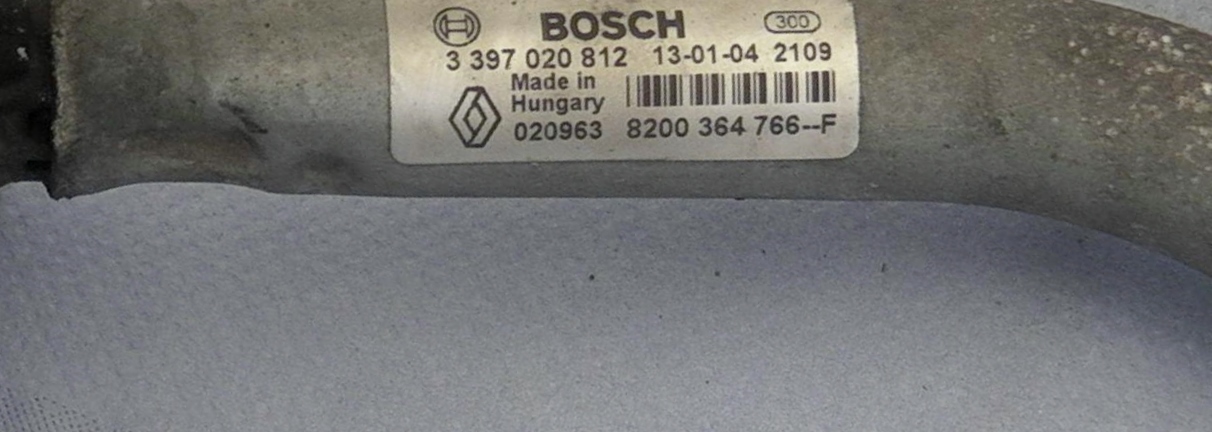 BOSCH 300
3 397 020 812 13-01-04 2109
Made in
Hungary
020963 8200 364 766--F